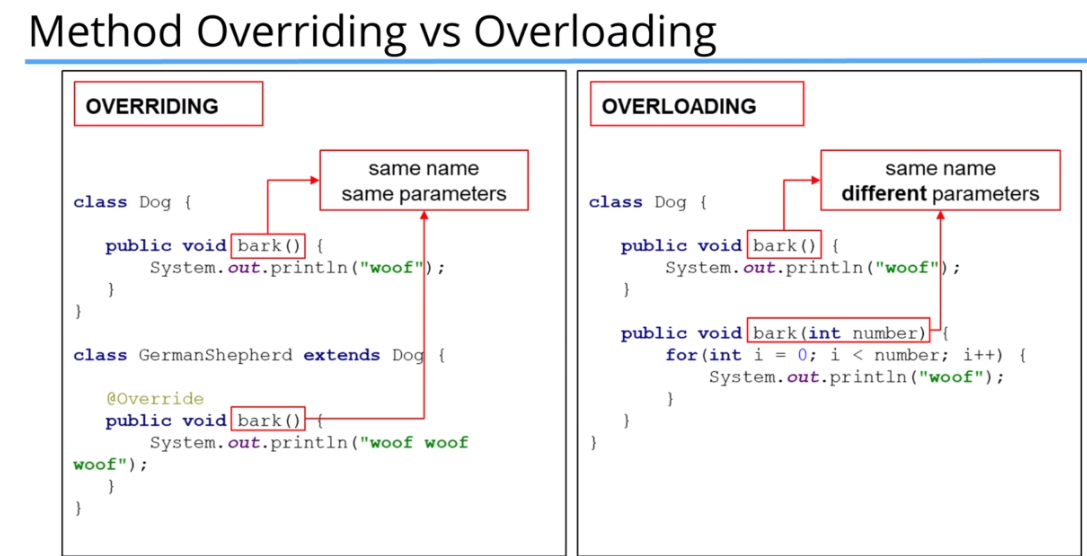 Method Overriding vs Overloading
OVERRIDING
same name
same parameters
class Dog {
public void bark() {
System.out.println("woof");
}
}
class GermanShepherd extends Dog {
@Override
public void bark() {
System.out.println("woof woof
woof");
}
}
OVERLOADING
same name
different parameters
class Dog {
public void bark() {
System.out.println("woof");
}
public void bark(int number) {
for(int i = 0; i < number; i++) {
System.out.println("woof");
}
}
}